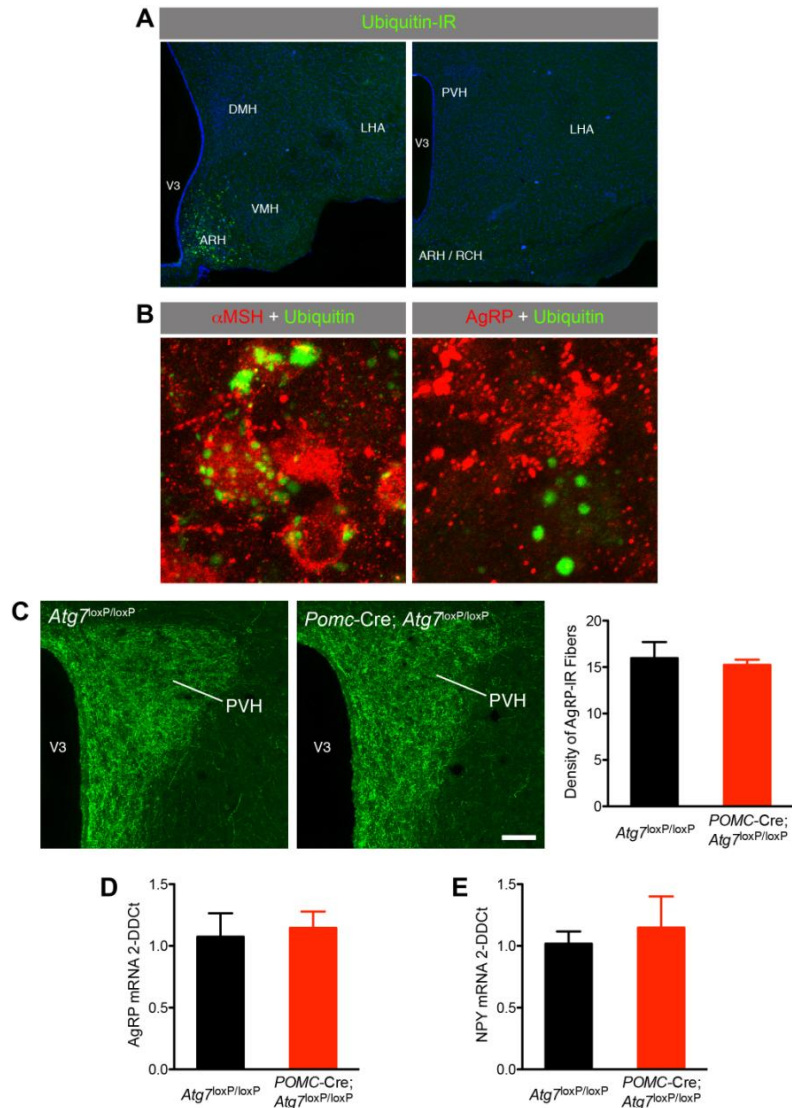 A
Ubiquitin-IR
DMH
LHA
V3
VMH
ARH
PVH
LHA
V3
ARH / RCH
B
αMSH + Ubiquitin
AgRP + Ubiquitin
C
Atg7loxP/loxP
PVH
V3
Pomc-Cre; Atg7loxP/loxP
PVH
V3
Density of AgRP-IR Fibers
20
15
10
5
0
Atg7loxP/loxP
POMC-Cre;
Atg7loxP/loxP
D
AgRP mRNA 2-DDCt
1.5
1.0
0.5
0.0
Atg7loxP/loxP
POMC-Cre;
Atg7loxP/loxP
E
NPY mRNA 2-DDCt
1.5
1.0
0.5
0.0
Atg7loxP/loxP
POMC-Cre;
Atg7loxP/loxP